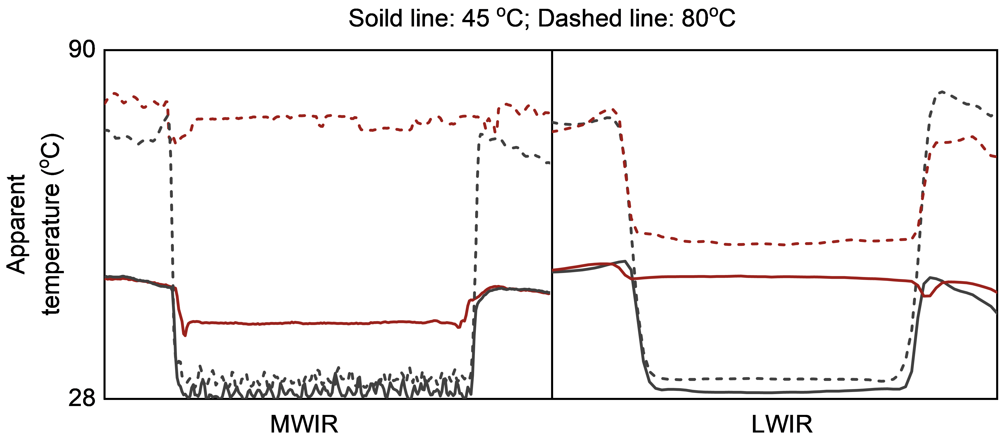 Soild line: 45 °C; Dashed line: 80°C
90
Apparent
temperature (°C)
28
MWIR
LWIR